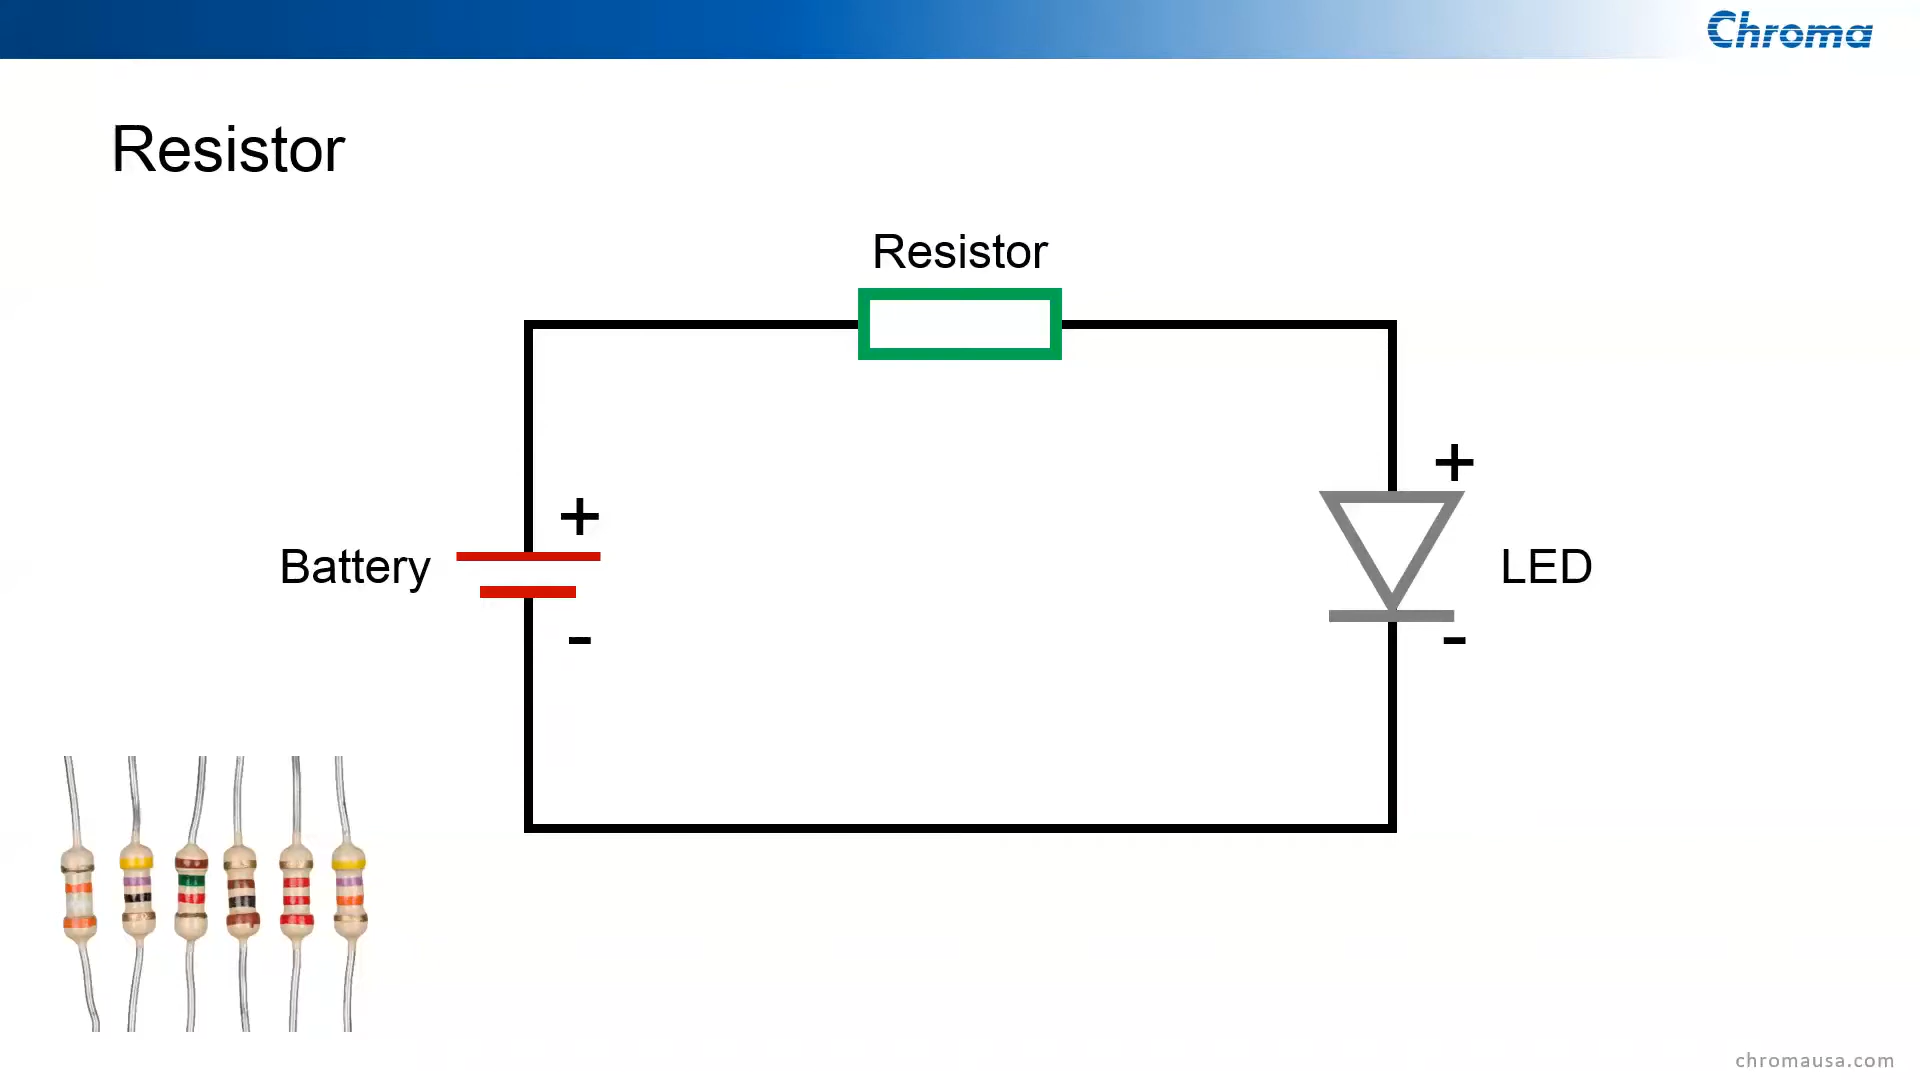 Chroma
Resistor
Resistor
+
+
Battery
LED
-
-
chromausa.com